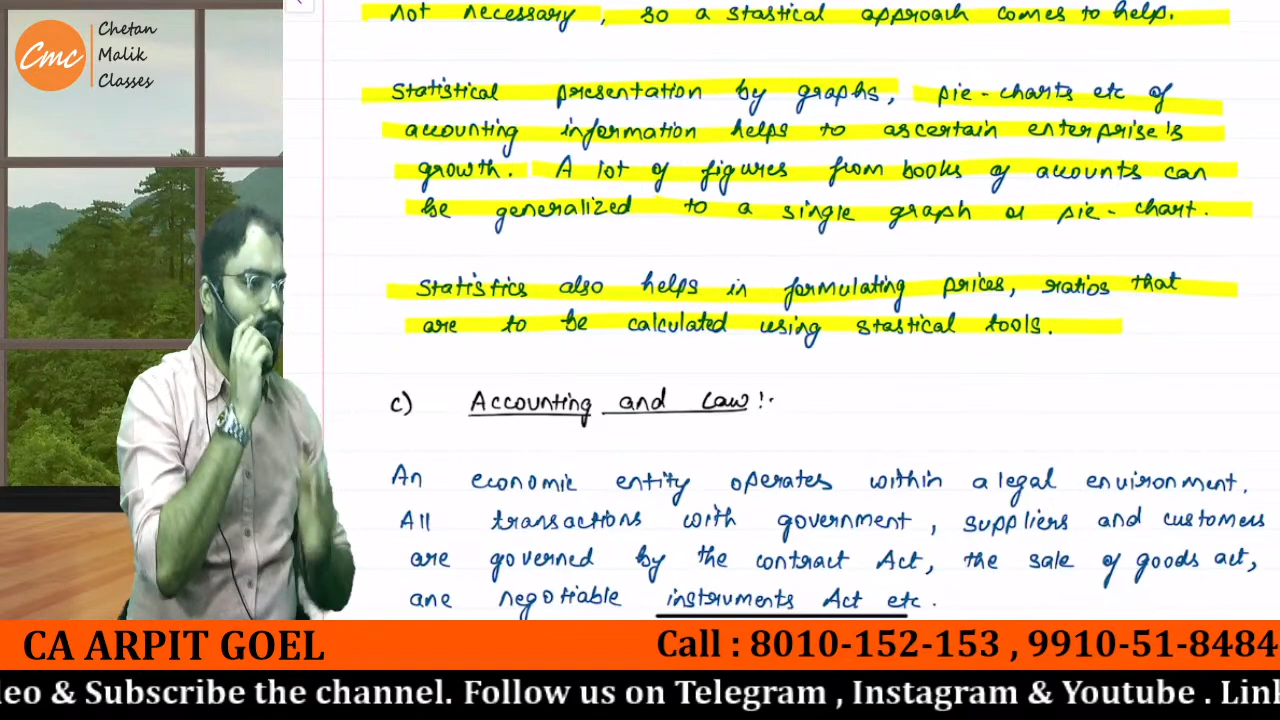 Chetan
Malik
Classes
CMC
not necessary, so a stastical approach comes to help.
Statistical presentation by graphs, pie-charts etc of
accounting information helps to ascertain enterprise's
growth. A lot of figures from books of accounts can
be generalized to a single graph or pie-chart.
Statistics also helps in formulating prices, ratios that
are to be calculated using stastical tools.
c) Accounting and Law:-
An economic entity operates within a legal environment.
All transactions with government, suppliers and customers
are governed by the contract Act, the sale of goods act,
ane negotiable instruments Act etc.
CA ARPIT GOEL
Call : 8010-152-153 , 9910-51-8484
deo & Subscribe the channel. Follow us on Telegram , Instagram & Youtube . Link